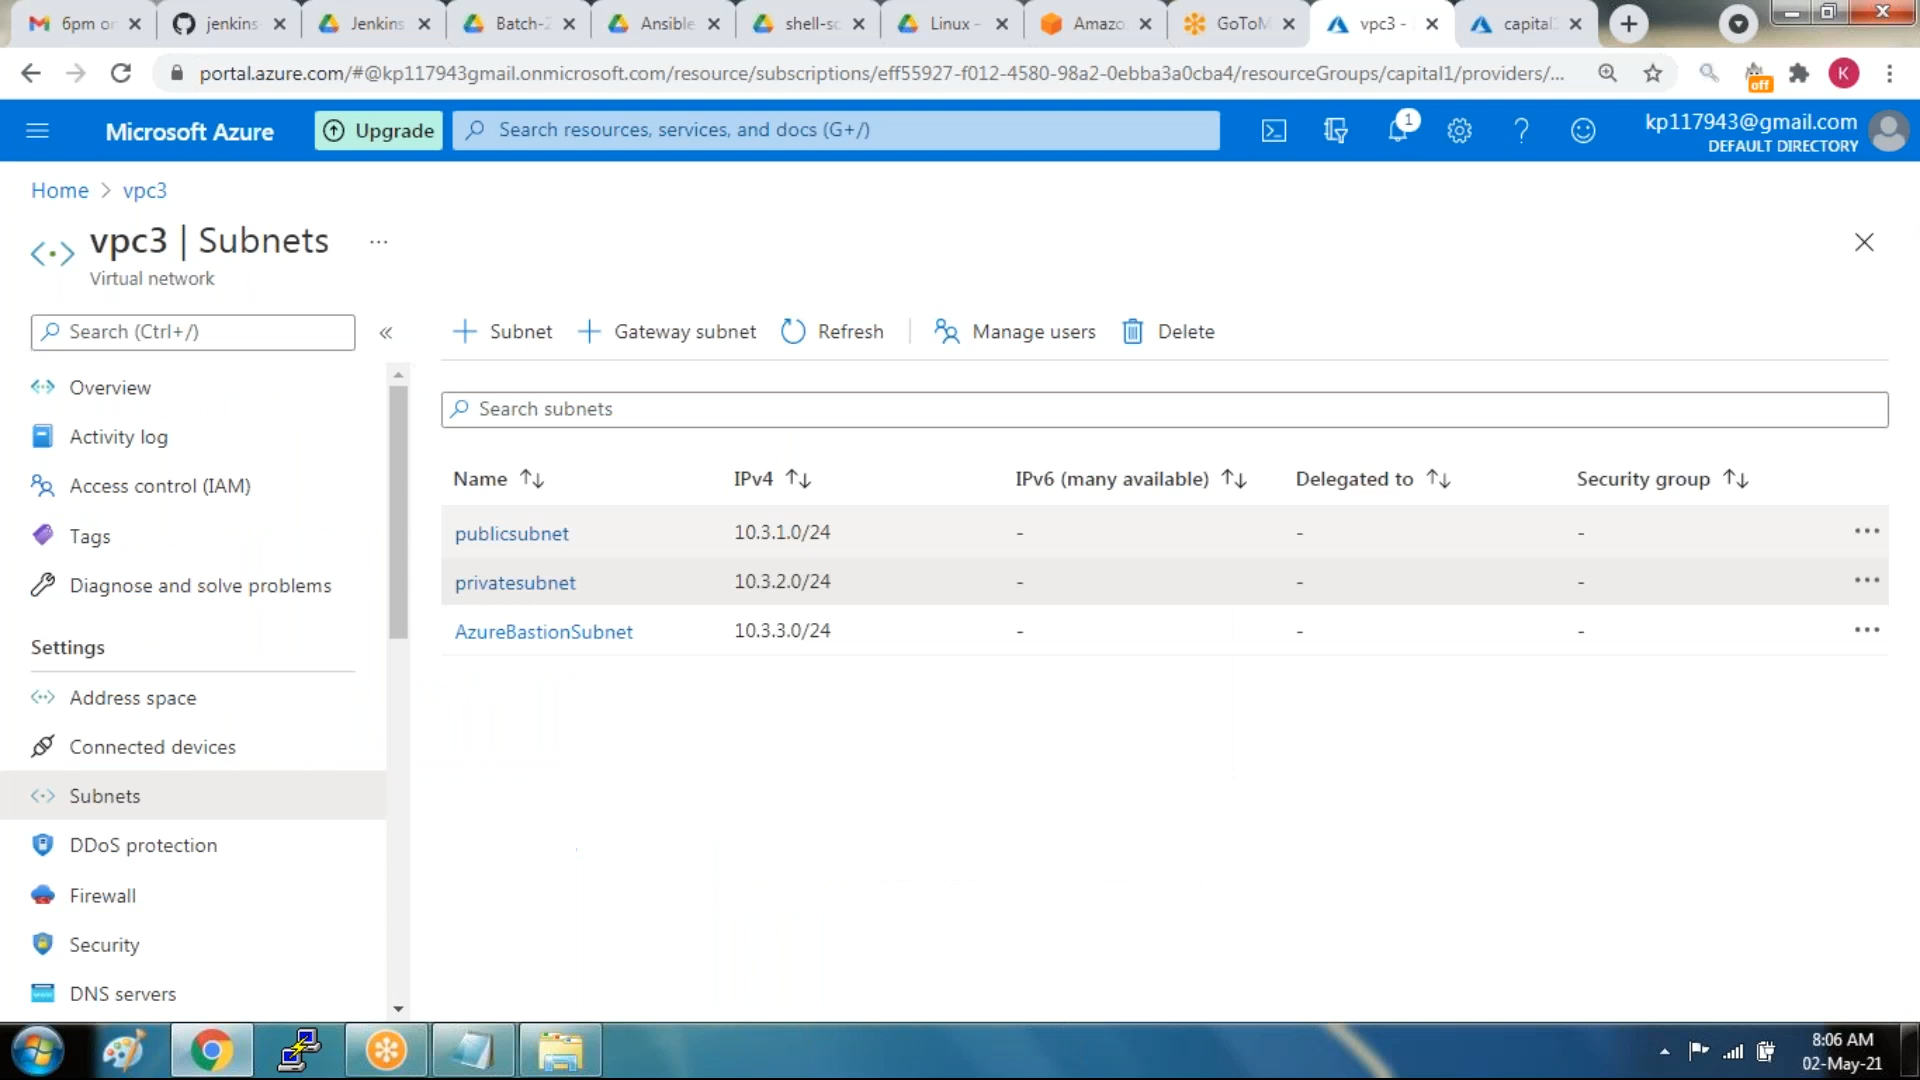 6pm on
jenkins
Jenkins
Batch-2
Ansible
shell-sc
Linux -
Amazo
GoToM
vpc3 -
capital
portal.azure.com/#@kp117943gmail.onmicrosoft.com/resource/subscriptions/eff55927-f012-4580-98a2-0ebba3a0cba4/resourceGroups/capital1/providers/...
off
K
Microsoft Azure
Upgrade
Search resources, services, and docs (G+/)
1
kp117943@gmail.com
DEFAULT DIRECTORY
Home > vpc3
vpc3 | Subnets ...
Virtual network
Search (Ctrl+/)
«
Overview
Activity log
Access control (IAM)
Tags
Diagnose and solve problems
Settings
Address space
Connected devices
Subnets
DDoS protection
Firewall
Security
DNS servers
+ Subnet
+ Gateway subnet
Refresh
Manage users
Delete
Search subnets
Name IPv4 IPv6 (many available) Delegated to Security group
publicsubnet 10.3.1.0/24 - - - ...
privatesubnet 10.3.2.0/24 - - - ...
AzureBastionSubnet 10.3.3.0/24 - - - ...
8:06 AM
02-May-21